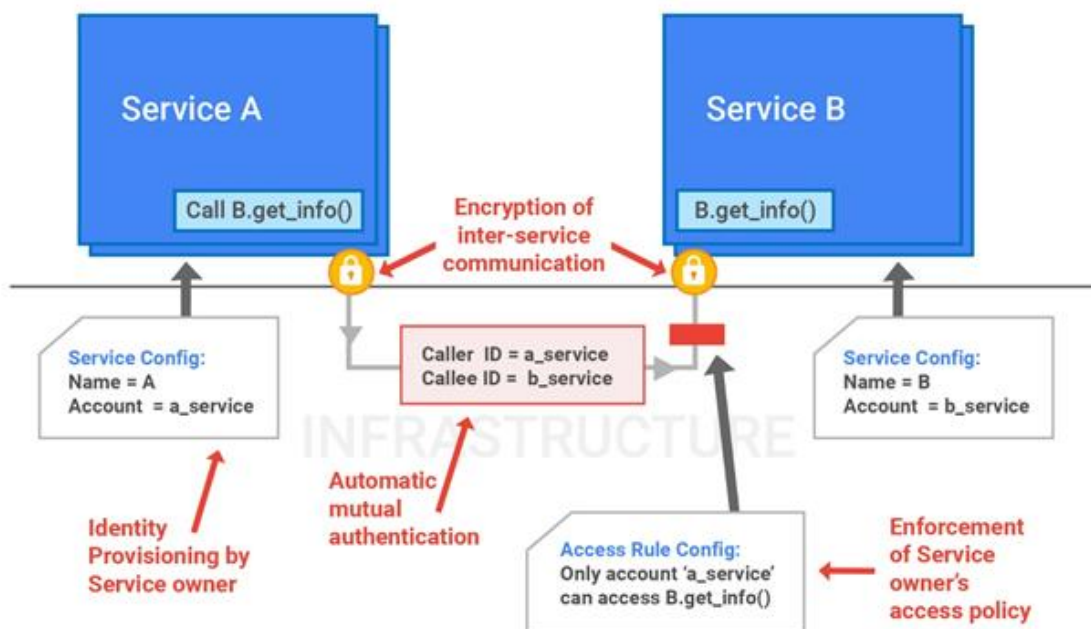 Service A
Call B.get_info()
Service B
B.get_info()
Encryption of
inter-service
communication
Service Config:
Name = A
Account = a_service
Caller ID = a_service
Callee ID = b_service
Service Config:
Name = B
Account = b_service
INFRASTRUCTURE
Identity
Provisioning by
Service owner
Automatic
mutual
authentication
Access Rule Config:
Only account ‘a_service’
can access B.get_info()
Enforcement
of Service
owner’s
access policy